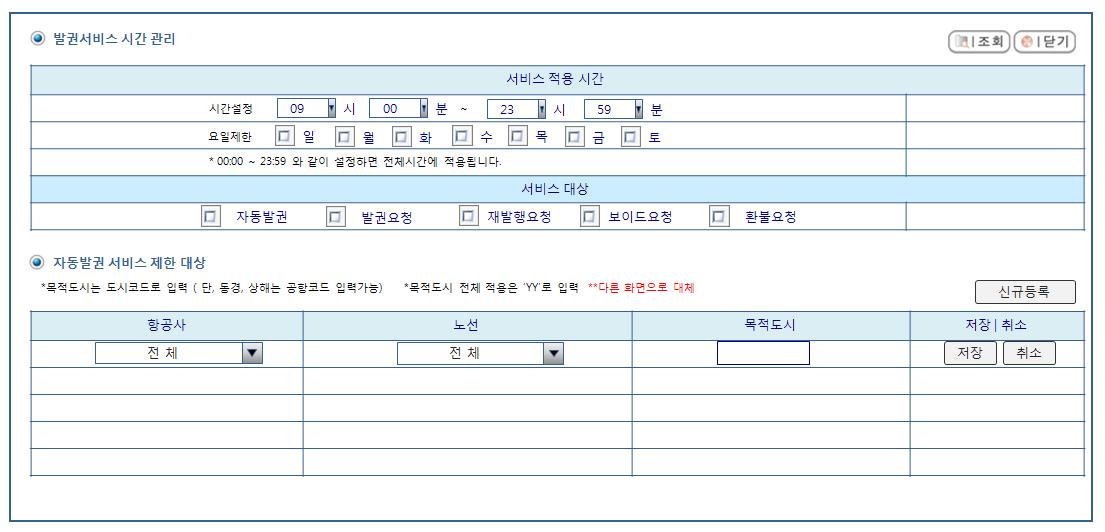 발권서비스 시간 관리
조회 닫기
서비스 적용 시간
시간설정 09 시 00 분 ~ 23 시 59 분
요일제한 일 월 화 수 목 금 토
* 00:00 ~ 23:59 와 같이 설정하면 전체시간에 적용됩니다.
서비스 대상
자동발권 발권요청 재발행요청 보이드요청 환불요청
자동발권 서비스 제한 대상
*목적도시는 도시코드로 입력 ( 단, 동경, 상해는 공항코드 입력가능) *목적도시 전체 적용은 'YY'로 입력 **다른 화면으로 대체
신규등록
항공사 노선 목적도시 저장 | 취소
전 체 전 체 저장 취소